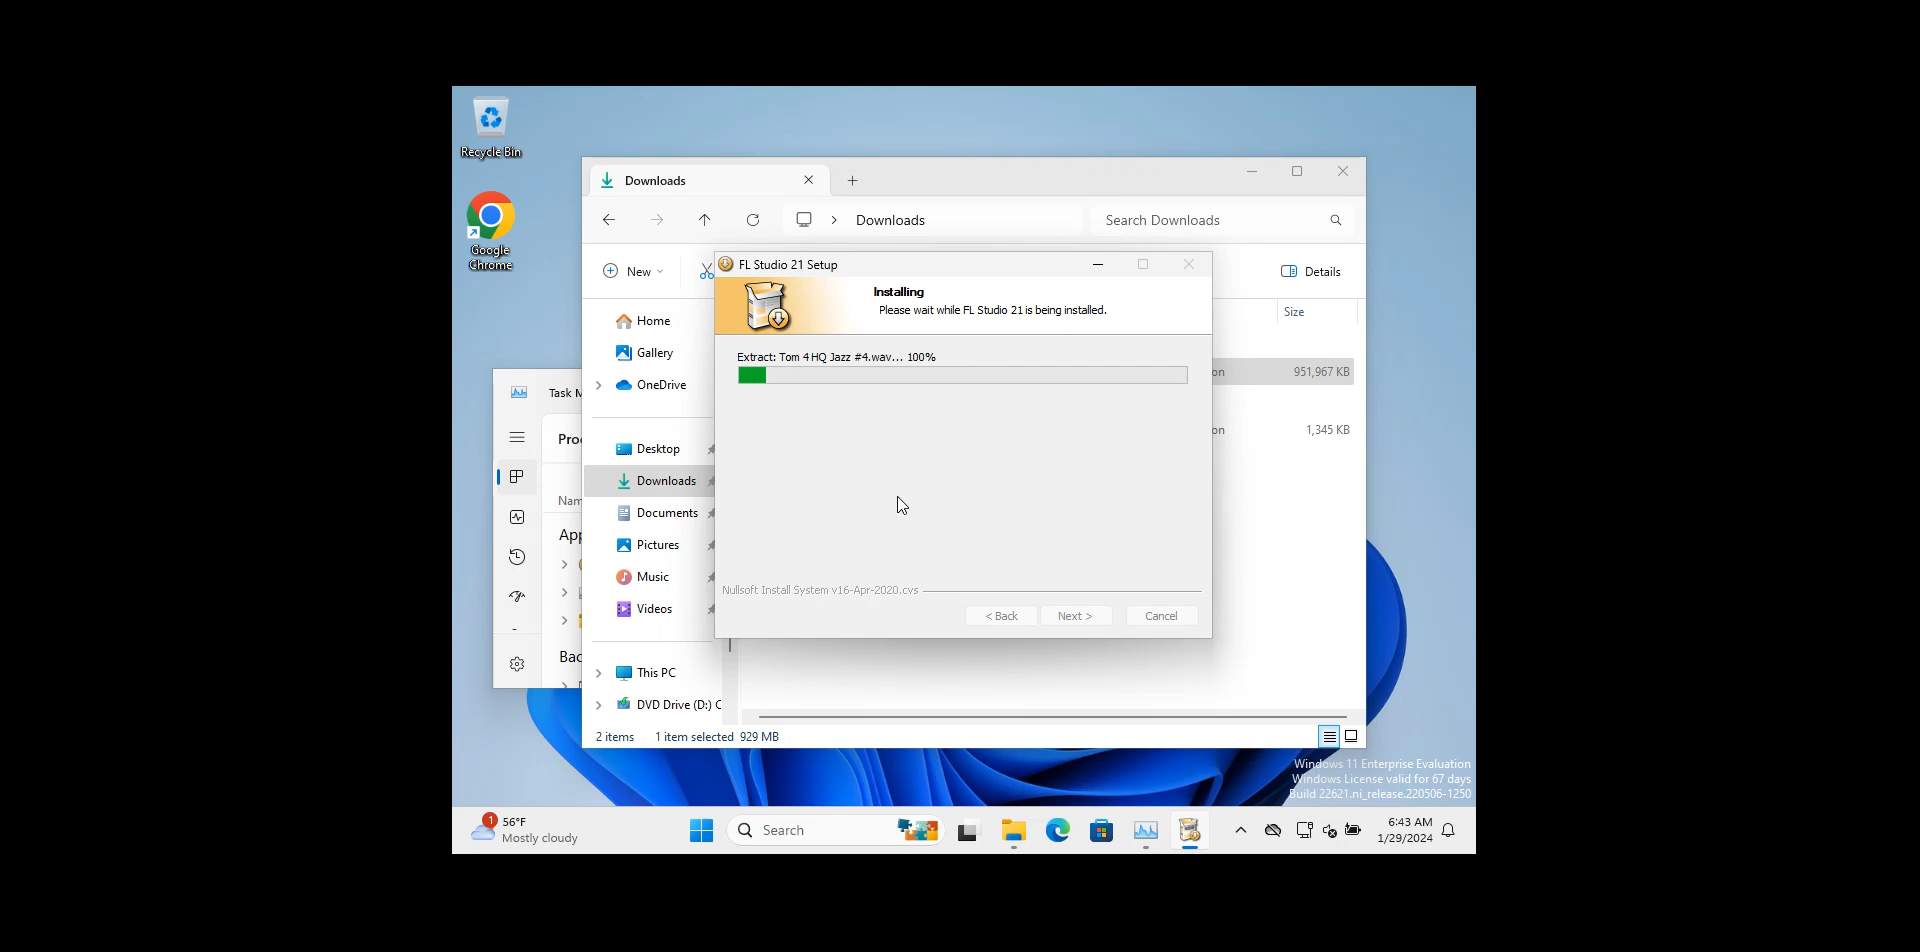 Recycle Bin
Google
Chrome
Downloads
Downloads
Search Downloads
New
Details
FL Studio 21 Setup
Installing
Please wait while FL Studio 21 is being installed.
Size
Home
Gallery
OneDrive
Extract: Tom 4 HQ Jazz #4.wav... 100%
on
951,967 KB
on
1,345 KB
Task M
Pro
Nam
App
Bac
Desktop
Downloads
Documents
Pictures
Music
Videos
Nullsoft Install System v16-Apr-2020.cvs
< Back
Next >
Cancel
This PC
DVD Drive (D:) C
2 items
1 item selected
929 MB
Windows 11 Enterprise Evaluation
Windows License valid for 67 days
Build 22621.ni_release.220506-1250
1
56°F
Mostly cloudy
Search
6:43 AM
1/29/2024